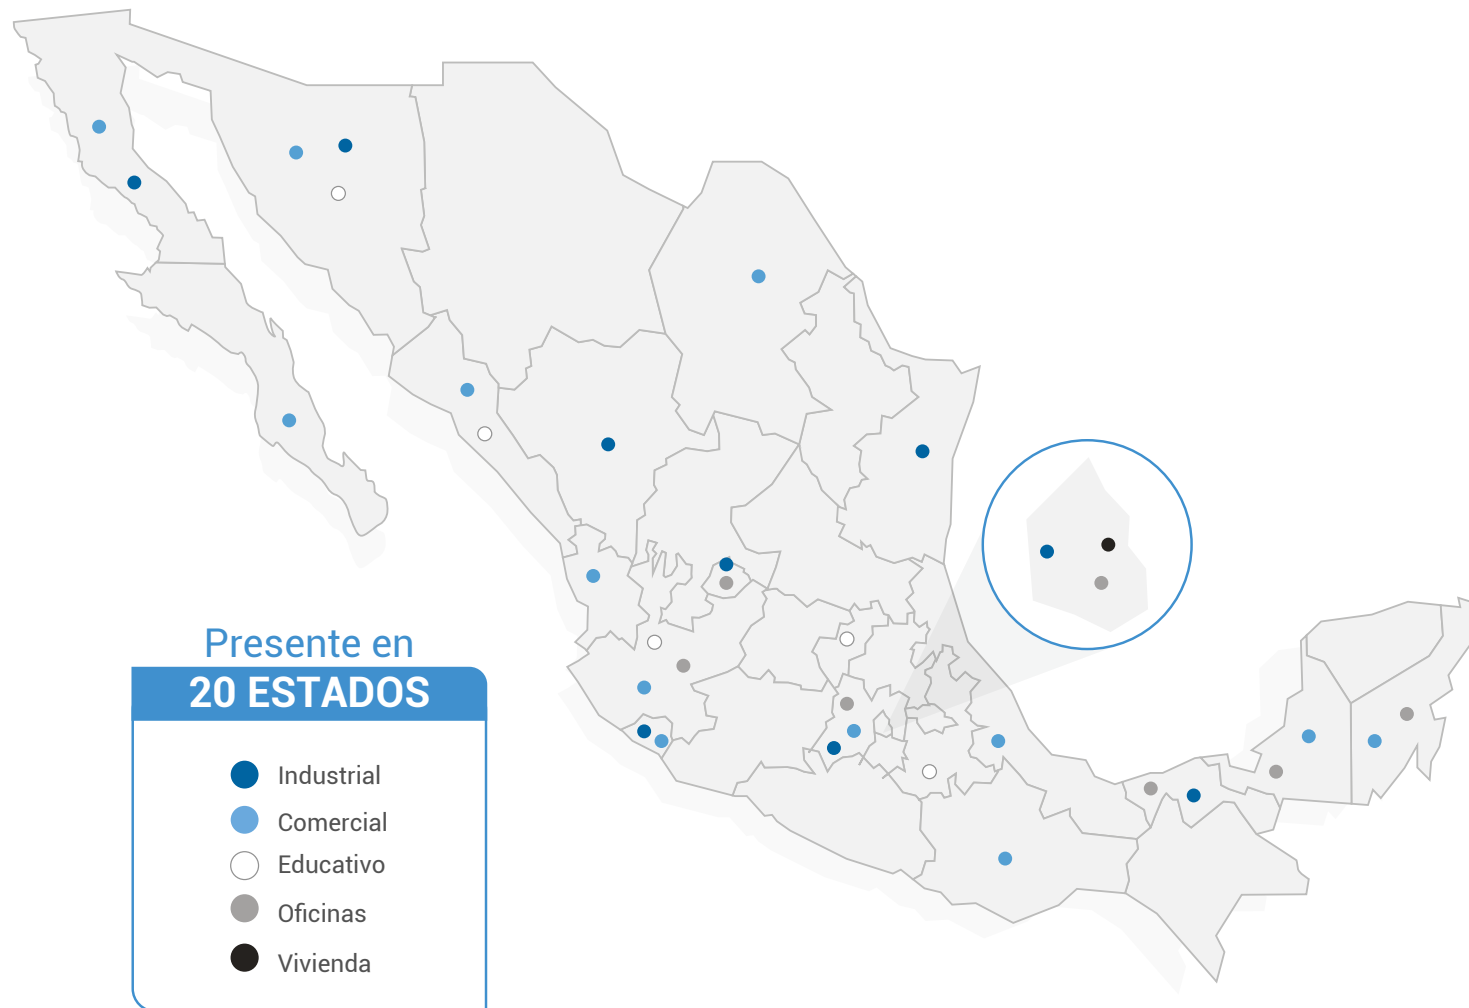 Presente en
20 ESTADOS
Industrial
Comercial
Educativo
Oficinas
Vivienda